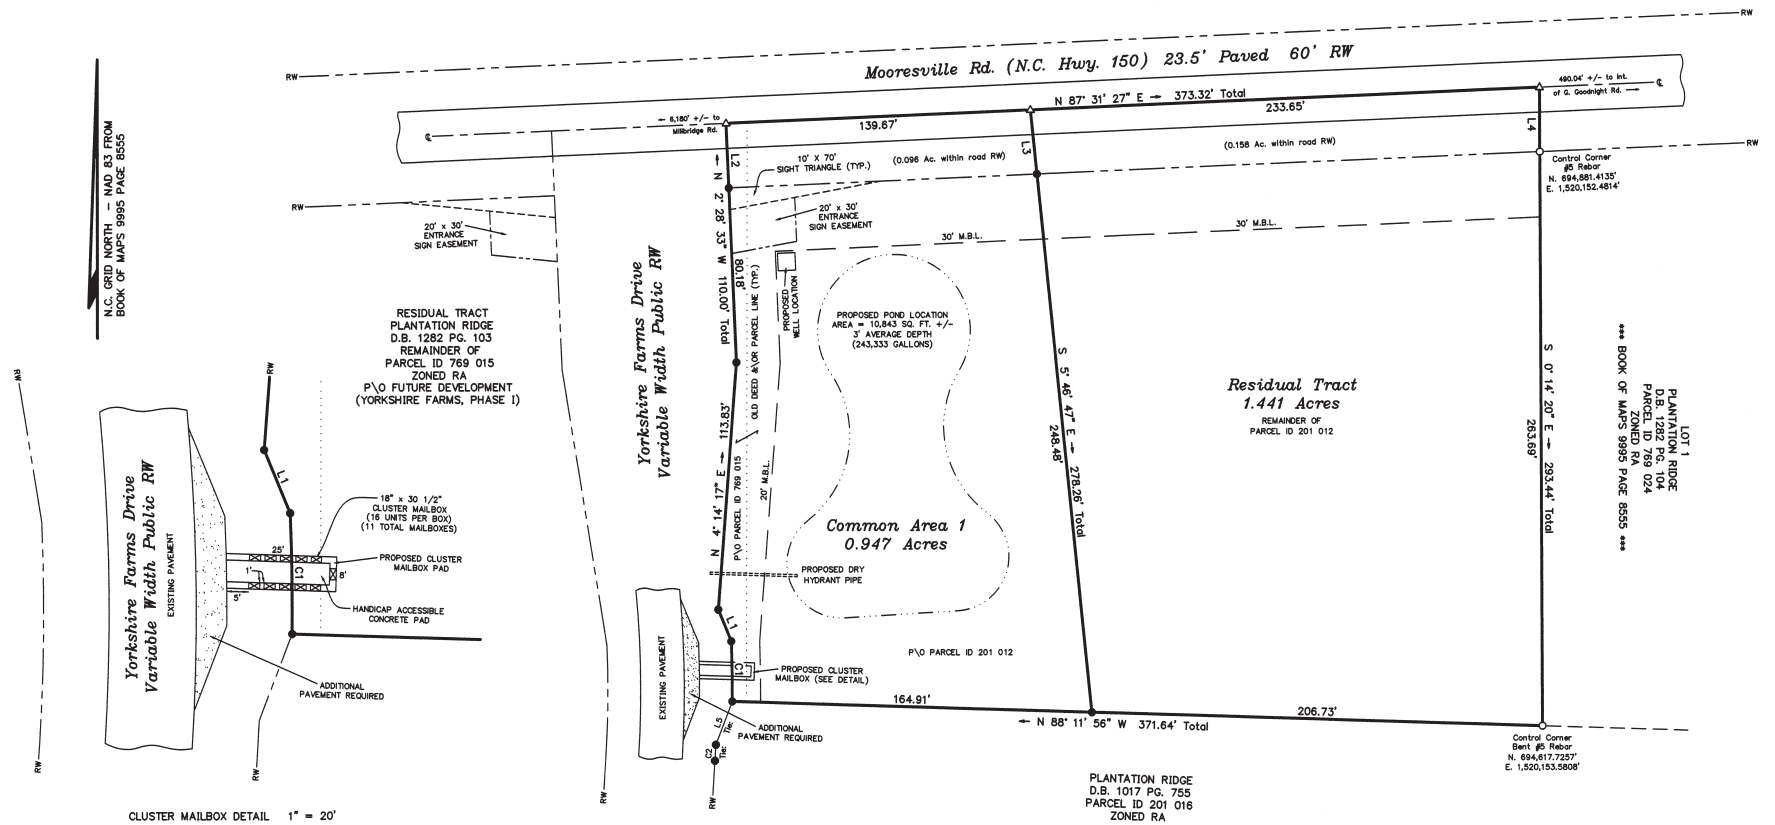 RW
Mooresville Rd. (N.C. Hwy. 150) 23.5' Paved 60' RW
RW
N 87° 31' 27" E → 373.32' Total
490.04' +/- to Int.
of G. Goodnight Rd. →
℄
139.67'
233.65'
← 6,180' +/- to
Millbridge Rd.
℄
L2
L3
L4
(0.096 Ac. within road RW)
(0.158 Ac. within road RW)
RW
Control Corner
#5 Rebar
N. 694,881.4135'
E. 1,520,152.4814'
10' X 70'
SIGHT TRIANGLE (TYP.)
RW
20' x 30'
ENTRANCE
SIGN EASEMENT
20' x 30'
ENTRANCE
SIGN EASEMENT
30' M.B.L.
30' M.B.L.
N.C. GRID NORTH - NAD 83 FROM
BOOK OF MAPS 9995 PAGE 8555
← N 2° 28' 33" W 110.00' Total
80.18'
OLD DEED &\OR PARCEL LINE (TYP.)
PROPOSED
WELL LOCATION
Yorkshire Farms Drive
Variable Width Public RW
RESIDUAL TRACT
PLANTATION RIDGE
D.B. 1282 PG. 103
REMAINDER OF
PARCEL ID 769 015
ZONED RA
P\O FUTURE DEVELOPMENT
(YORKSHIRE FARMS, PHASE I)
PROPOSED POND LOCATION
AREA = 10,843 SQ. FT. +/-
3' AVERAGE DEPTH
(243,333 GALLONS)
S 5° 46' 47" E → 278.26' Total
248.48'
Residual Tract
1.441 Acres
REMAINDER OF
PARCEL ID 201 012
S 0° 14' 20" E → 293.44' Total
263.69'
LOT 1
PLANTATION RIDGE
D.B. 1282 PG. 104
PARCEL ID 769 024
ZONED RA
*** BOOK OF MAPS 9995 PAGE 8555 ***
N 4° 14' 17" E →
113.83'
P\O PARCEL ID 769 015
20' M.B.L.
Common Area 1
0.947 Acres
PROPOSED DRY
HYDRANT PIPE
L1
P\O PARCEL ID 201 012
C1
PROPOSED CLUSTER
MAILBOX (SEE DETAIL)
EXISTING PAVEMENT
ADDITIONAL
PAVEMENT REQUIRED
164.91'
← N 88° 11' 56" W 371.64' Total
206.73'
L5
Tie:
C2
Tie:
RW
RW
Control Corner
Bent #5 Rebar
N. 694,617.7257'
E. 1,520,153.5808'
PLANTATION RIDGE
D.B. 1017 PG. 755
PARCEL ID 201 016
ZONED RA
RW
RW
L1
18" x 30 1/2"
CLUSTER MAILBOX
(16 UNITS PER BOX)
(11 TOTAL MAILBOXES)
Yorkshire Farms Drive
Variable Width Public RW
EXISTING PAVEMENT
25'
1'
C1
8'
5'
PROPOSED CLUSTER
MAILBOX PAD
HANDICAP ACCESSIBLE
CONCRETE PAD
ADDITIONAL
PAVEMENT REQUIRED
RW
RW
CLUSTER MAILBOX DETAIL 1" = 20'